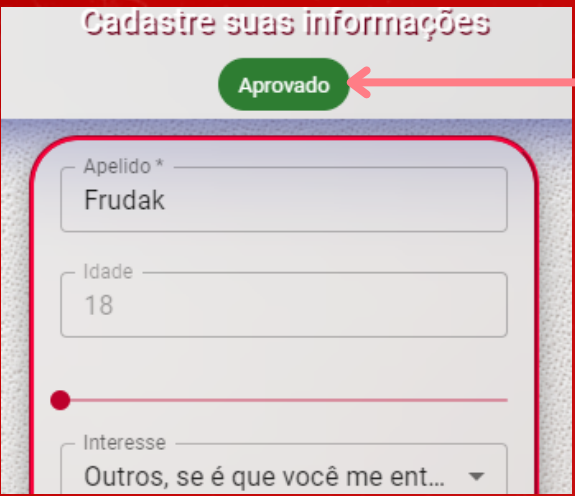 Cadastre suas informações
Aprovado
Apelido *
Frudak
Idade
18
Interesse
Outros, se é que você me ent...